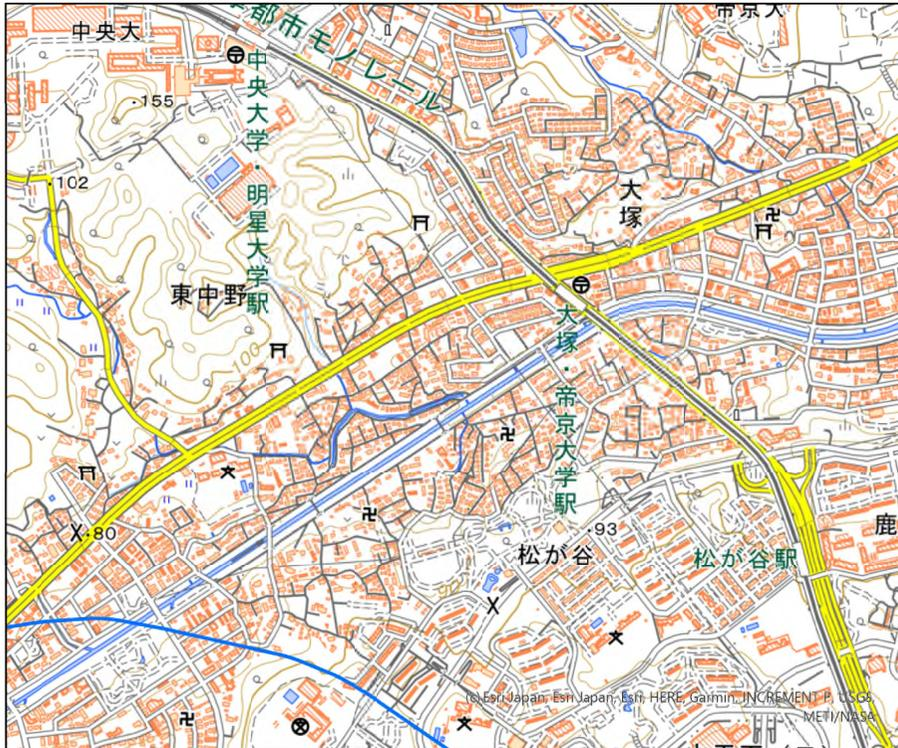 中央大
帝京大
都市モノレール
中央大学・明星大学駅
155
102
大塚
東中野
100
大塚・帝京大学駅
80
93
松が谷
松が谷駅
鹿
(c) Esri Japan, Esri Japan, Esri, HERE, Garmin, INCREMENT P, USGS,
METI/NASA